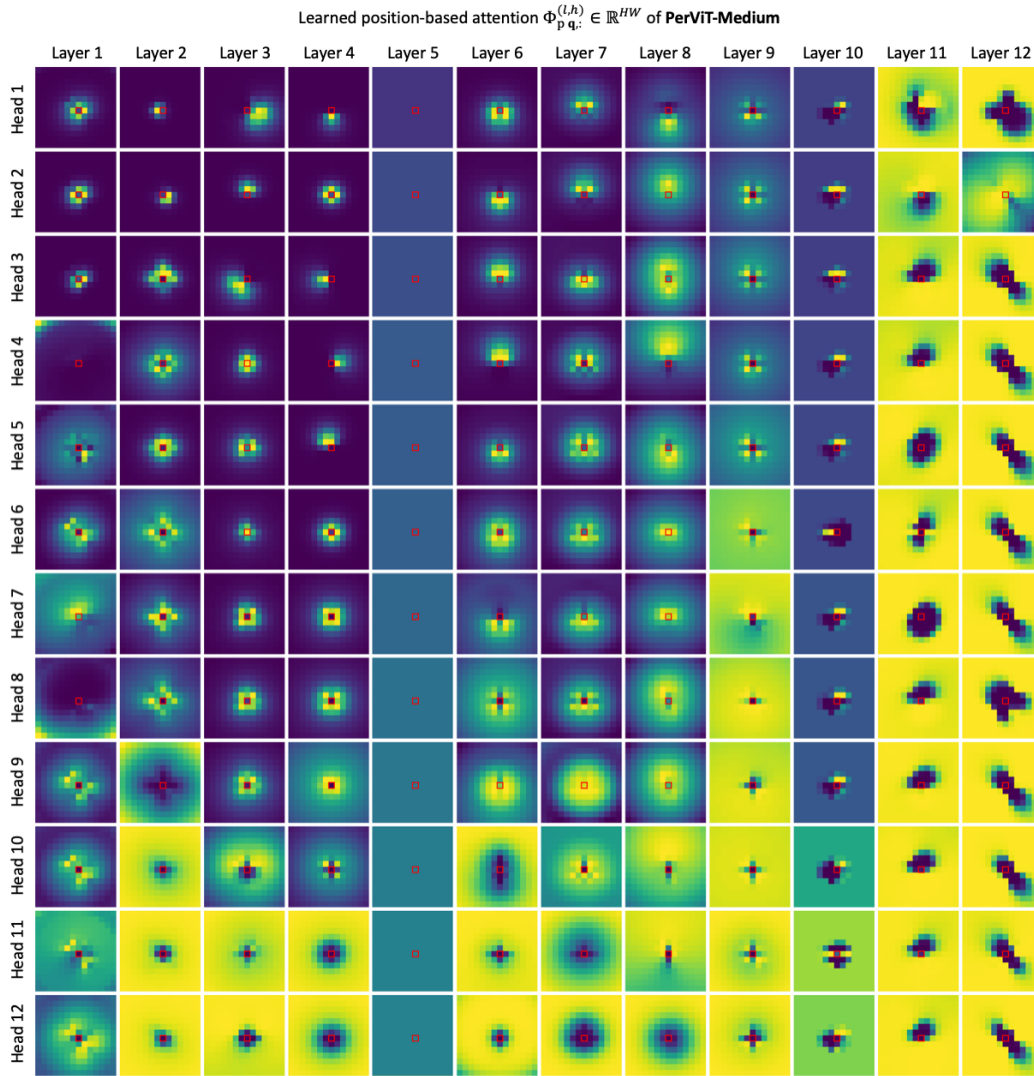 Learned position-based attention Φ_{p q,:}^{(l,h)} ∈ ℝ^{HW} of PerViT-Medium
Layer 1 Layer 2 Layer 3 Layer 4 Layer 5 Layer 6 Layer 7 Layer 8 Layer 9 Layer 10 Layer 11 Layer 12
Head 1
Head 2
Head 3
Head 4
Head 5
Head 6
Head 7
Head 8
Head 9
Head 10
Head 11
Head 12